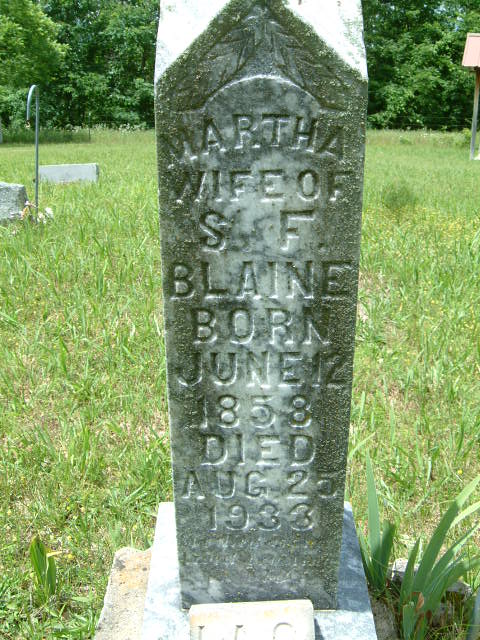 MARTHA
WIFE OF
S. F.
BLAINE
BORN
JUNE 12
1858
DIED
AUG. 25
1933